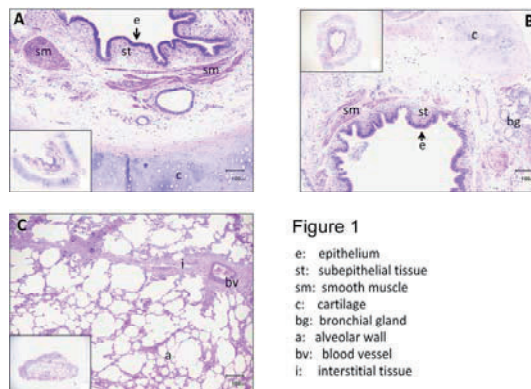 A
e
sm
st
sm
c
B
c
sm
st
bg
e
C
i
bv
a
Figure 1
e: epithelium
st: subepithelial tissue
sm: smooth muscle
c: cartilage
bg: bronchial gland
a: alveolar wall
bv: blood vessel
i: interstitial tissue